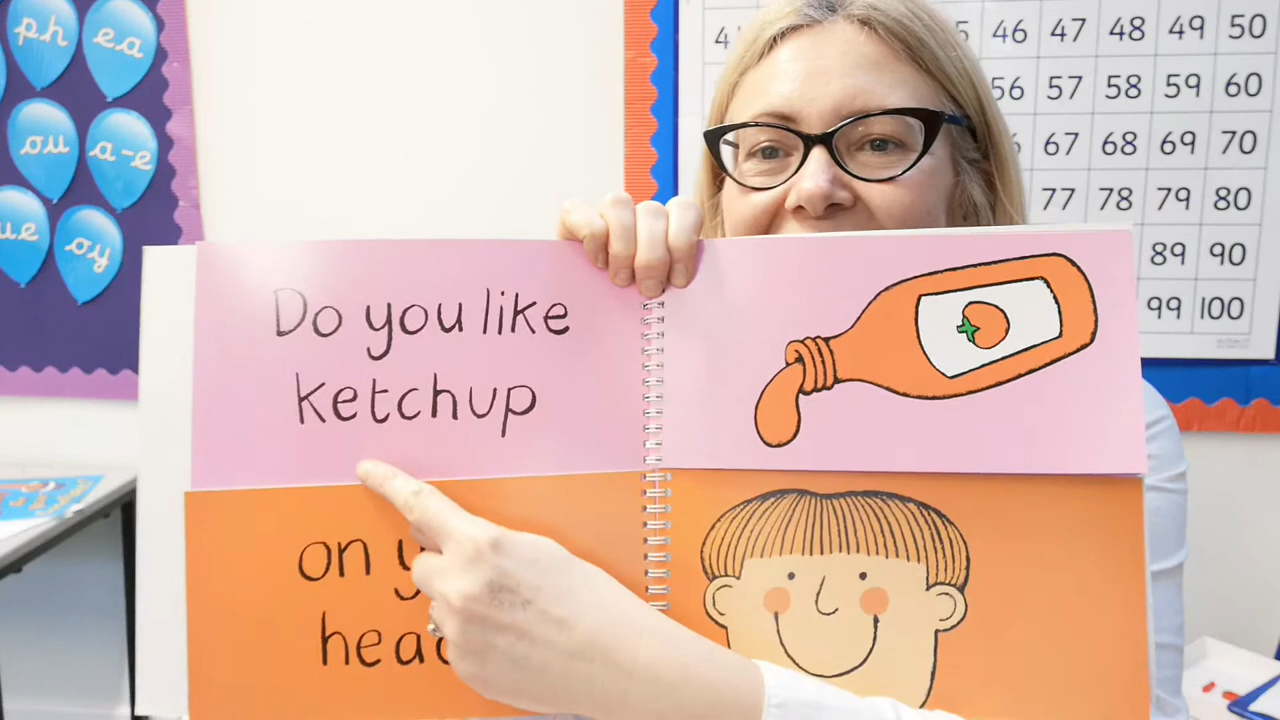 ph
ea
ou
a-e
ue
oy
46 47 48 49 50
56 57 58 59 60
67 68 69 70
77 78 79 80
89 90
99 100
Do you like
ketchup
on